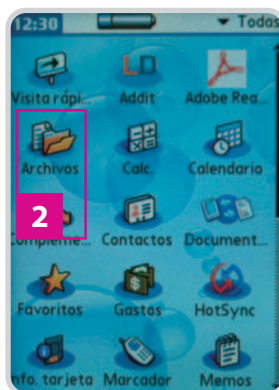 12:30 Todas
Visita rápi... Addit Adobe Rea...
Archivos Calc. Calendario
2
Compleme... Contactos Document...
Favoritos Gastos HotSync
Info. tarjeta Marcador Memos